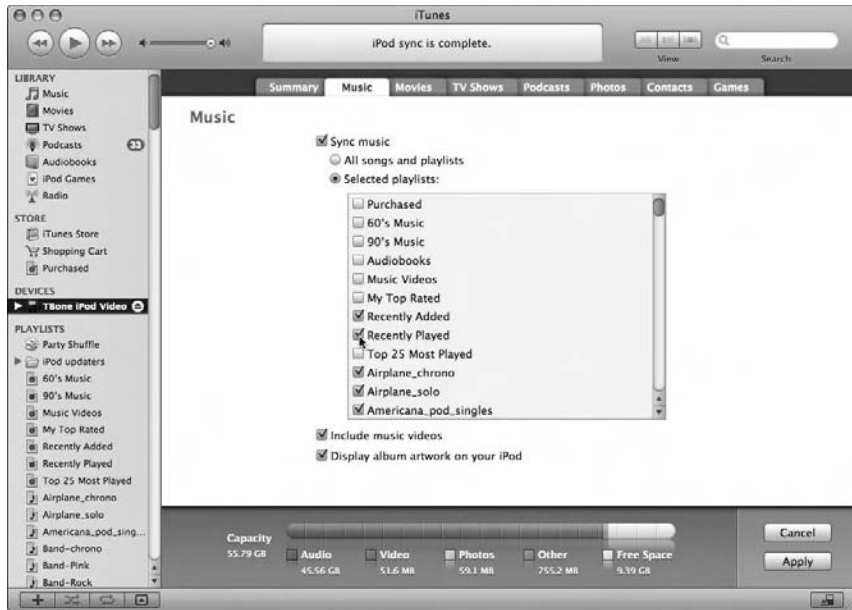 iTunes
iPod sync is complete.
View
Search
LIBRARY
Music
Movies
TV Shows
Podcasts 33
Audiobooks
iPod Games
Radio
STORE
iTunes Store
Shopping Cart
Purchased
DEVICES
TBone iPod Video
PLAYLISTS
Party Shuffle
iPod updaters
60's Music
90's Music
Music Videos
My Top Rated
Recently Added
Recently Played
Top 25 Most Played
Airplane_chrono
Airplane_solo
Americana_pod_sing...
Band-chrono
Band-Pink
Band-Rock
Summary Music Movies TV Shows Podcasts Photos Contacts Games
Music
Sync music
All songs and playlists
Selected playlists:
Purchased
60's Music
90's Music
Audiobooks
Music Videos
My Top Rated
Recently Added
Recently Played
Top 25 Most Played
Airplane_chrono
Airplane_solo
Americana_pod_singles
Include music videos
Display album artwork on your iPod
Capacity
55.79 GB
Audio Video Photos Other Free Space
45.56 GB 51.6 MB 59.1 MB 755.2 MB 9.39 GB
Cancel
Apply